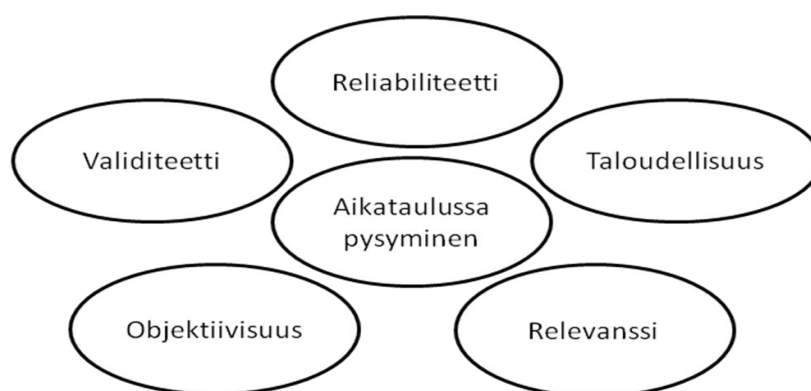 Reliabiliteetti
Validiteetti
Taloudellisuus
Aikataulussa
pysyminen
Objektiivisuus
Relevanssi